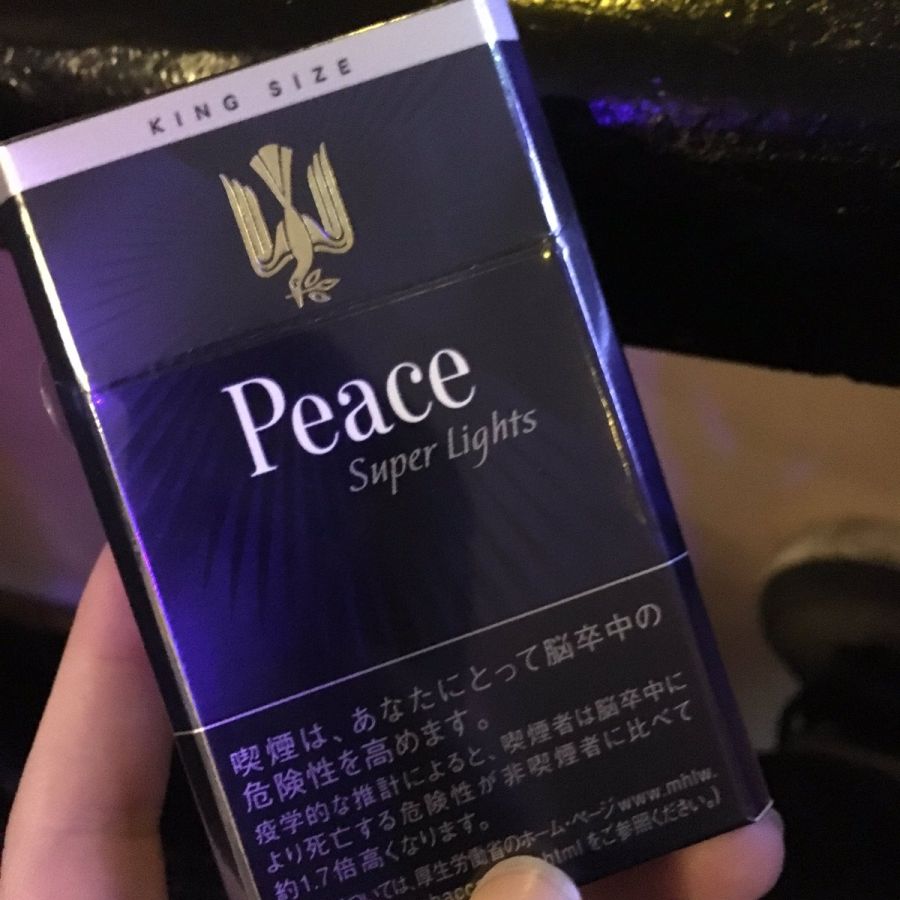 KING SIZE
Peace
Super Lights
喫煙は、あなたにとって脳卒中の
危険性を高めます。
疫学的な推計によると、喫煙者は脳卒中に
より死亡する危険性が非喫煙者に比べて
約1.7倍高くなります。
いては、厚生労働省のホーム・ページwww.mhlw.
html をご参照ください。)